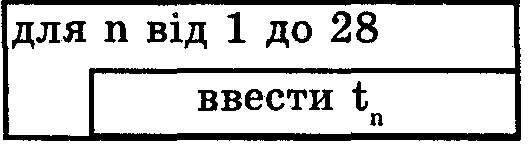 для n від 1 до 28
ввести tₙ